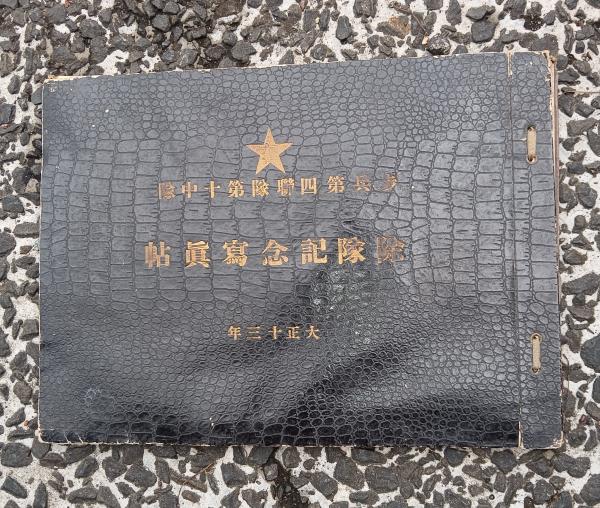 歩兵第四聯隊第十中隊
除隊記念寫眞帖
大正十三年